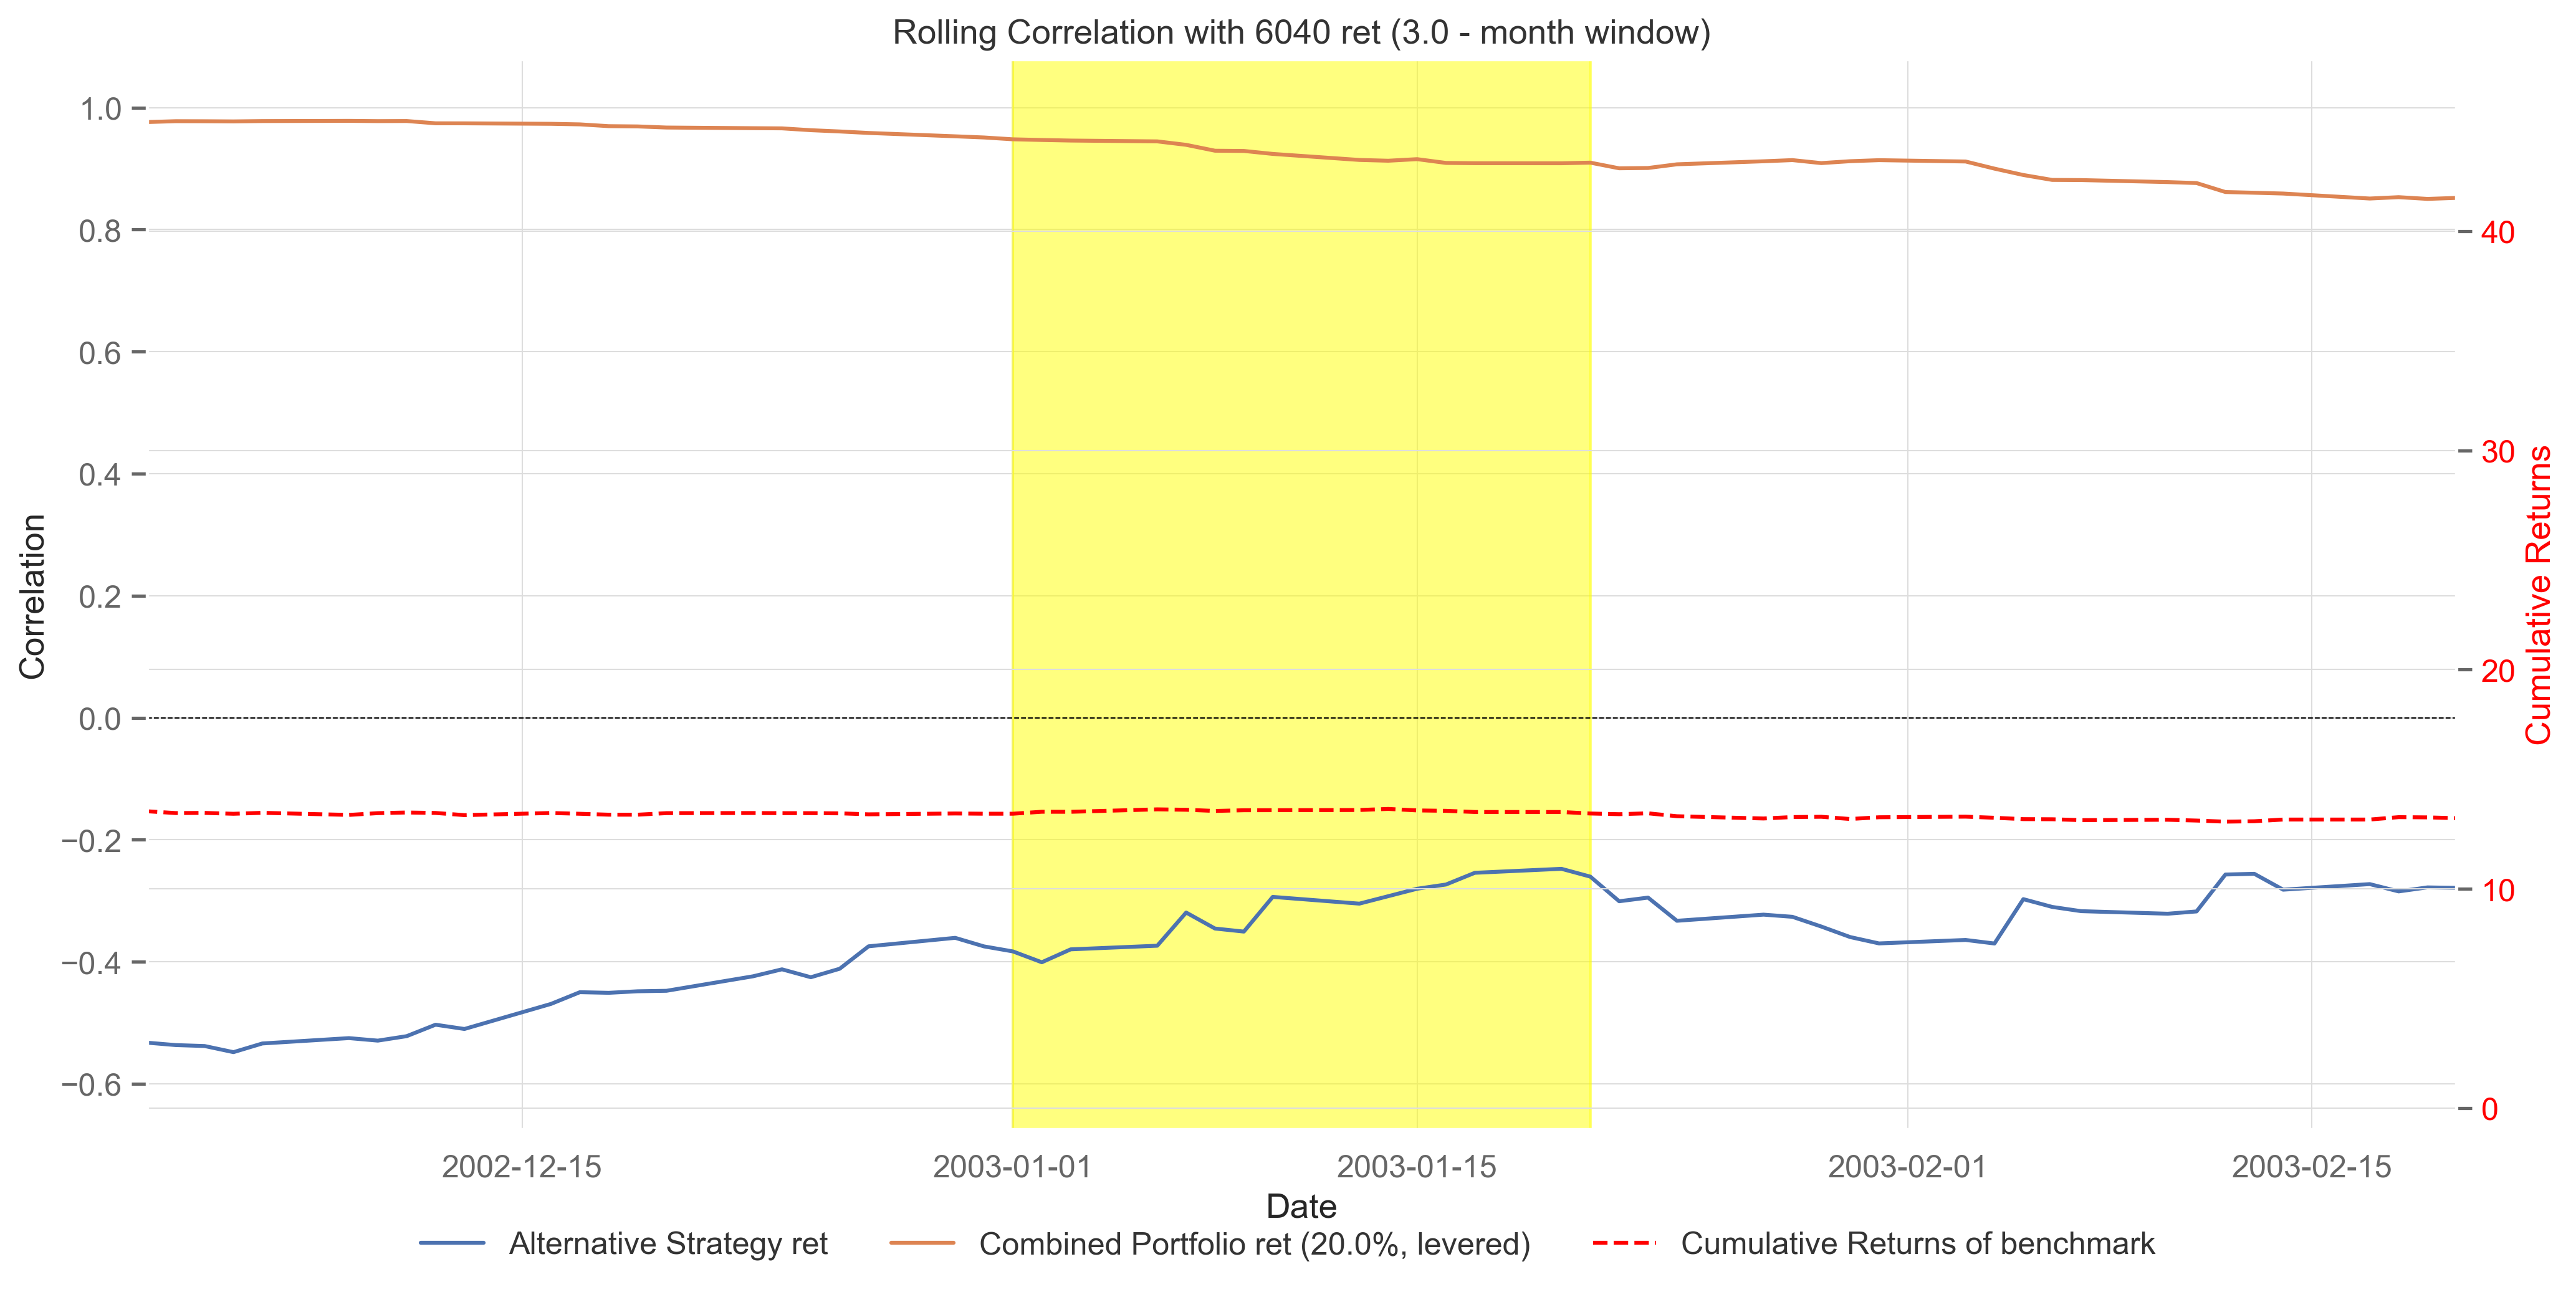 Rolling Correlation with 6040 ret (3.0 - month window)
1.0
0.8
0.6
0.4
0.2
0.0
−0.2
−0.4
−0.6
Correlation
40
30
20
10
0
Cumulative Returns
2002-12-15 2003-01-01 2003-01-15 2003-02-01 2003-02-15
Date
Alternative Strategy ret Combined Portfolio ret (20.0%, levered) Cumulative Returns of benchmark